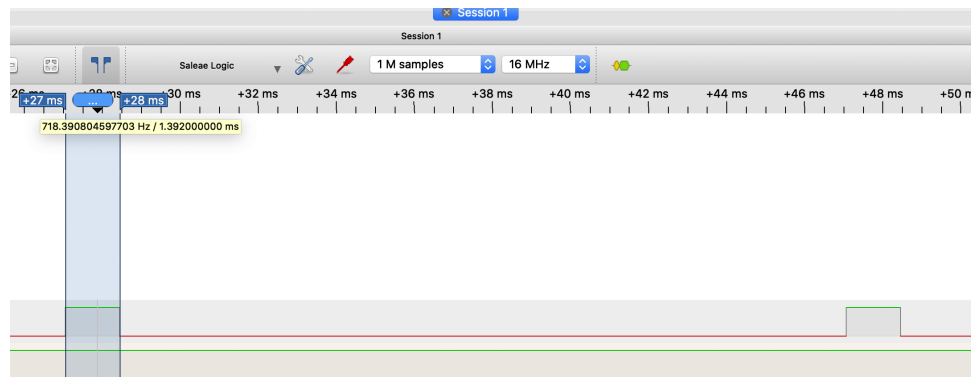 Session 1
Session 1
Saleae Logic 1 M samples 16 MHz
+30 ms +32 ms +34 ms +36 ms +38 ms +40 ms +42 ms +44 ms +46 ms +48 ms
+27 ms ... +28 ms
718.390804597703 Hz / 1.392000000 ms